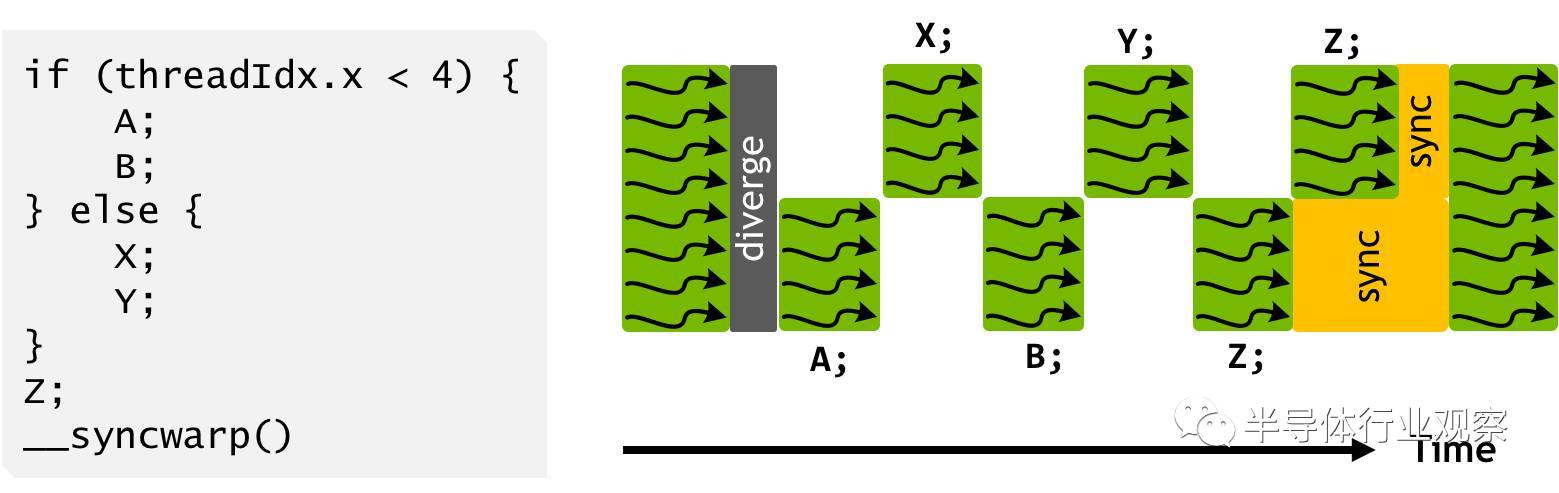 if (threadIdx.x < 4) {
    A;
    B;
} else {
    X;
    Y;
}
Z;
__syncwarp()
X;
Y;
Z;
diverge
sync
sync
A;
B;
Z;
半导体行业观察
Time